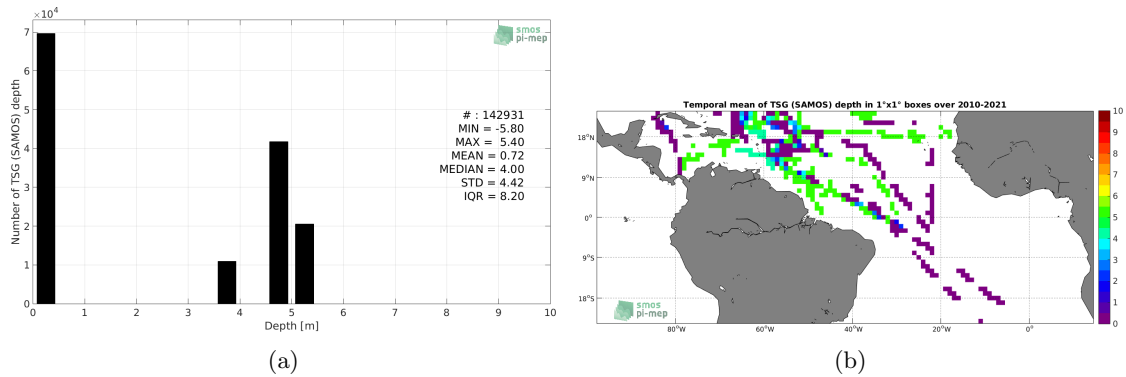 ×10⁴
7
6
5
4
3
2
1
0
Number of TSG (SAMOS) depth
smos
pi-mep
# : 142931
MIN = -5.80
MAX = 5.40
MEAN = 0.72
MEDIAN = 4.00
STD = 4.42
IQR = 8.20
0 1 2 3 4 5 6 7 8 9 10
Depth [m]
(a)
Temporal mean of TSG (SAMOS) depth in 1°x1° boxes over 2010-2021
18°N
9°N
0°
9°S
18°S
smos
pi-mep
80°W 60°W 40°W 20°W 0°
10
9
8
7
6
5
4
3
2
1
0
(b)